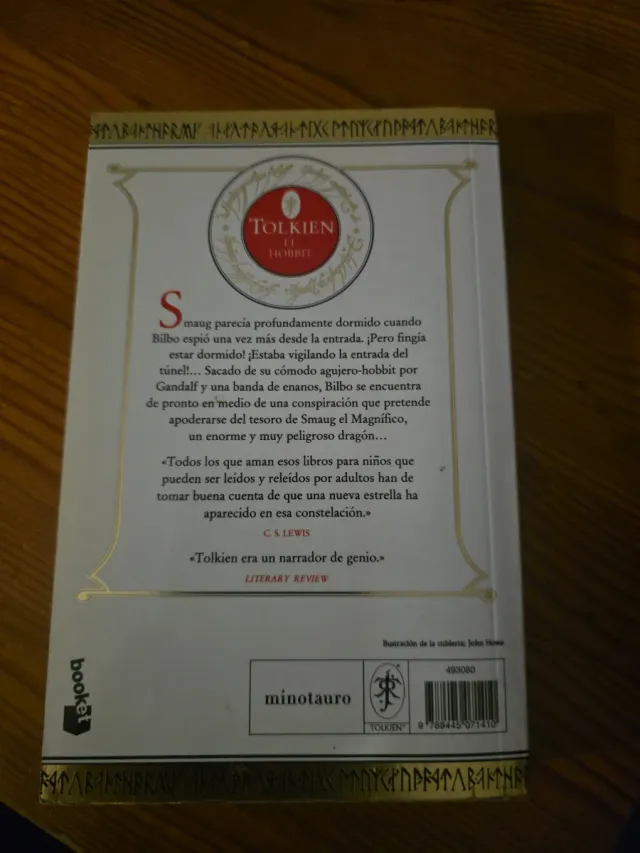 TOLKIEN
EL
HOBBIT
Smaug parecía profundamente dormido cuando
Bilbo espió una vez más desde la entrada. ¡Pero fingía
estar dormido! ¡Estaba vigilando la entrada del
túnel!... Sacado de su cómodo agujero-hobbit por
Gandalf y una banda de enanos, Bilbo se encuentra
de pronto en medio de una conspiración que pretende
apoderarse del tesoro de Smaug el Magnífico,
un enorme y muy peligroso dragón...
«Todos los que aman esos libros para niños que
pueden ser leídos y releídos por adultos han de
tomar buena cuenta de que una nueva estrella ha
aparecido en esa constelación.»
C. S. LEWIS
«Tolkien era un narrador de genio.»
LITERARY REVIEW
Ilustración de la cubierta: John Howe
booket
minotauro
TOLKIEN
493080
9 788445 071410